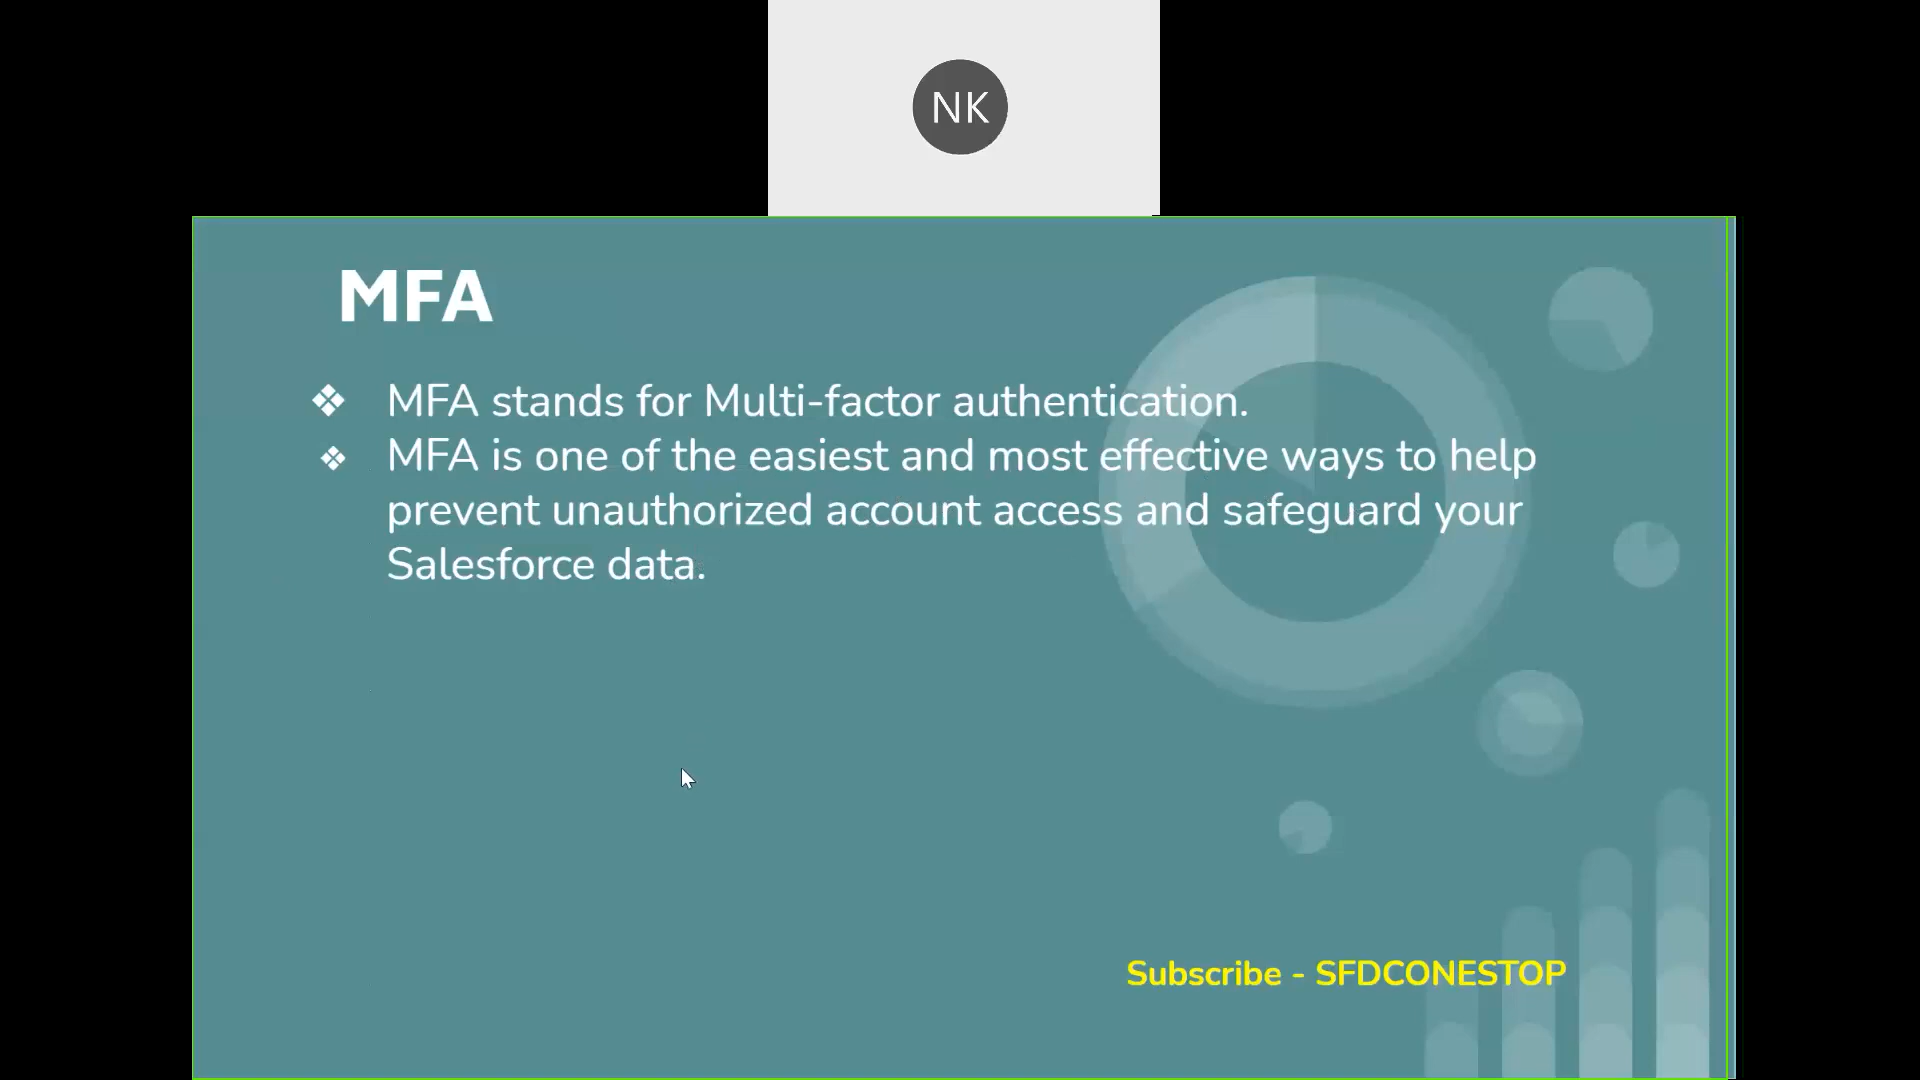 NK
MFA
❖ MFA stands for Multi-factor authentication.
❖ MFA is one of the easiest and most effective ways to help
prevent unauthorized account access and safeguard your
Salesforce data.
Subscribe - SFDCONESTOP